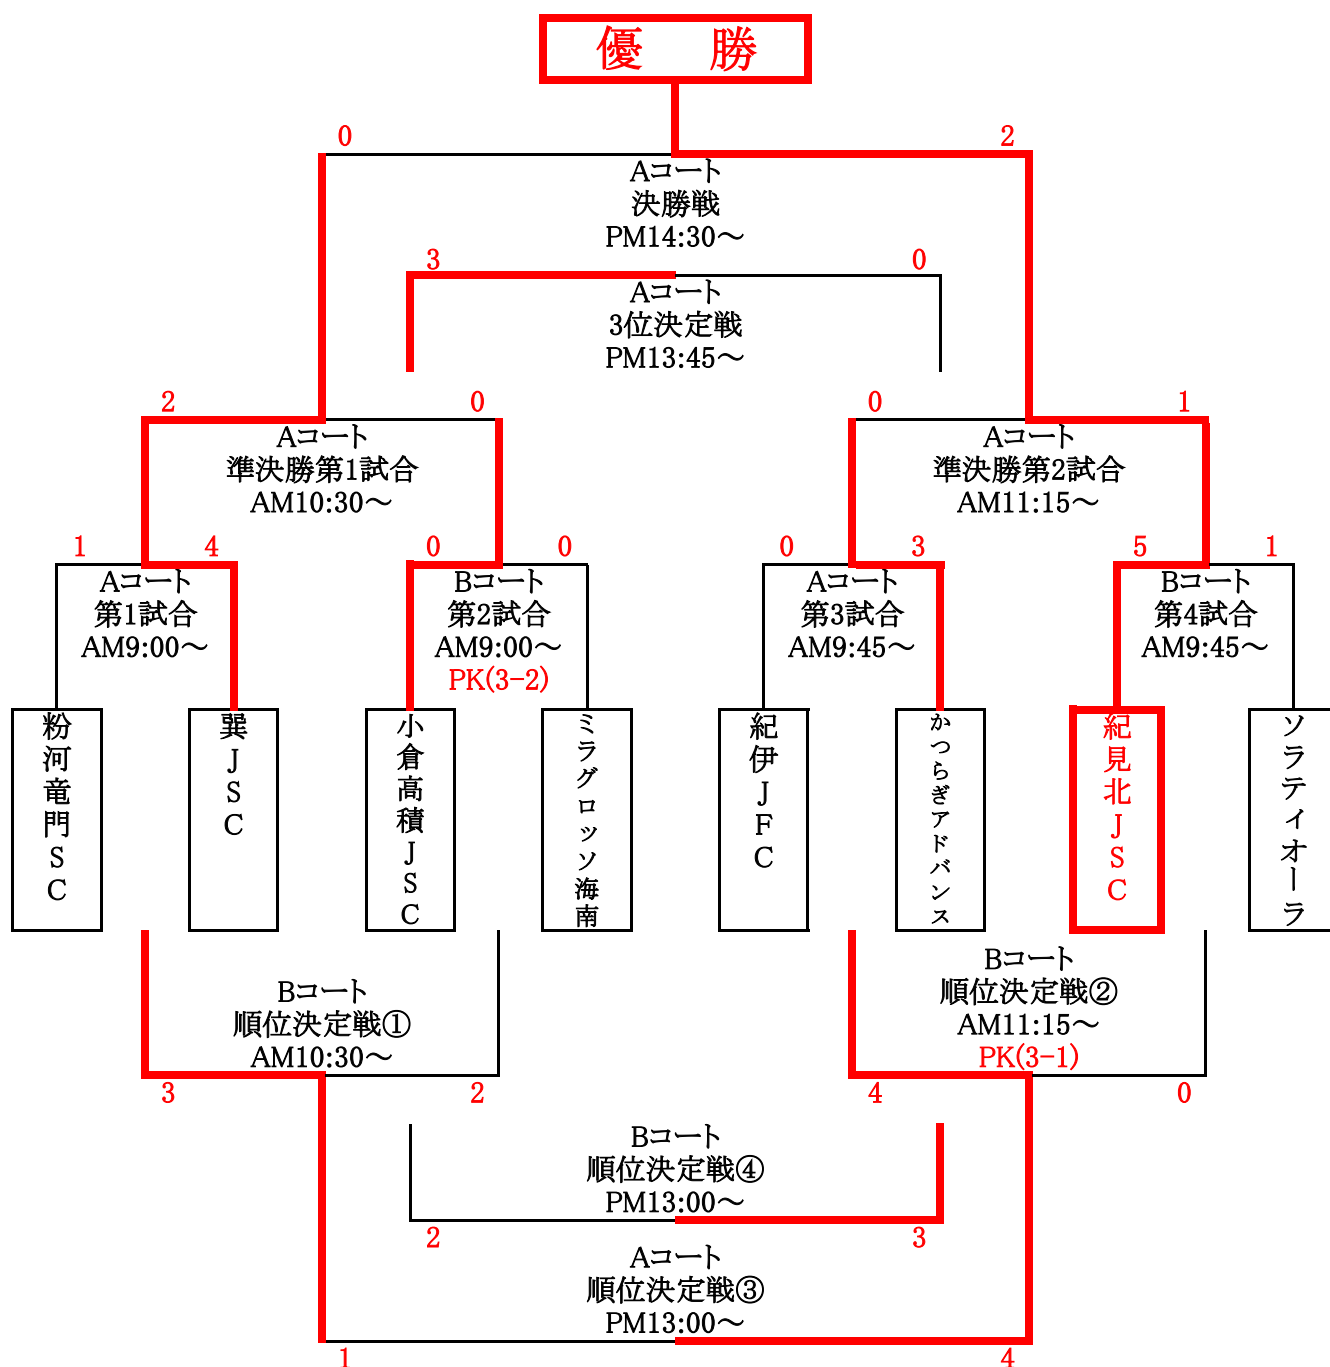 優　勝
0
2
Aコート
決勝戦
PM14:30～
3
0
Aコート
3位決定戦
PM13:45～
2
0
0
1
Aコート
準決勝第1試合
AM10:30～
Aコート
準決勝第2試合
AM11:15～
1
4
0
0
0
3
5
1
Aコート
第1試合
AM9:00～
Bコート
第2試合
AM9:00～
PK(3-2)
Aコート
第3試合
AM9:45～
Bコート
第4試合
AM9:45～
粉河竜門SC
巽JSC
小倉高積JSC
ミラグロッソ海南
紀伊JFC
かつらぎアドバンス
紀見北JSC
ソラティオーラ
Bコート
順位決定戦①
AM10:30～
Bコート
順位決定戦②
AM11:15～
PK(3-1)
3
2
4
0
Bコート
順位決定戦④
PM13:00～
2
3
Aコート
順位決定戦③
PM13:00～
1
4